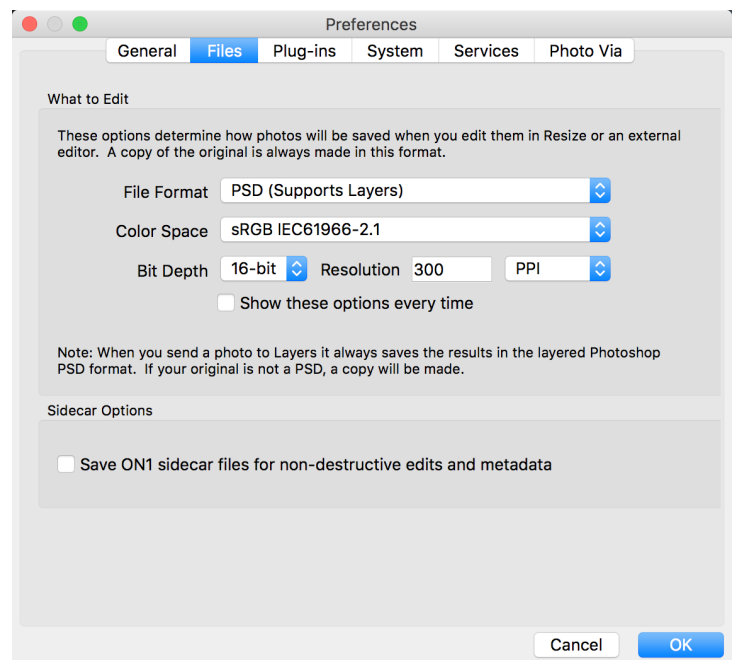 Preferences
General Files Plug-ins System Services Photo Via
What to Edit
These options determine how photos will be saved when you edit them in Resize or an external
editor. A copy of the original is always made in this format.
File Format PSD (Supports Layers)
Color Space sRGB IEC61966-2.1
Bit Depth 16-bit Resolution 300 PPI
Show these options every time
Note: When you send a photo to Layers it always saves the results in the layered Photoshop
PSD format. If your original is not a PSD, a copy will be made.
Sidecar Options
Save ON1 sidecar files for non-destructive edits and metadata
Cancel OK